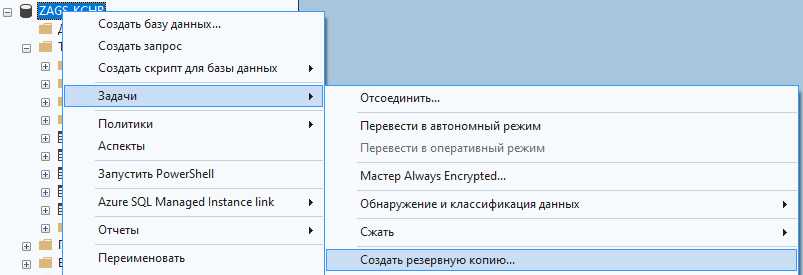 ZAGS_KCHR
Создать базу данных...
Создать запрос
Создать скрипт для базы данных
Задачи
Политики
Аспекты
Запустить PowerShell
Azure SQL Managed Instance link
Отчеты
Переименовать
Отсоединить...
Перевести в автономный режим
Перевести в оперативный режим
Мастер Always Encrypted...
Обнаружение и классификация данных
Сжать
Создать резервную копию...